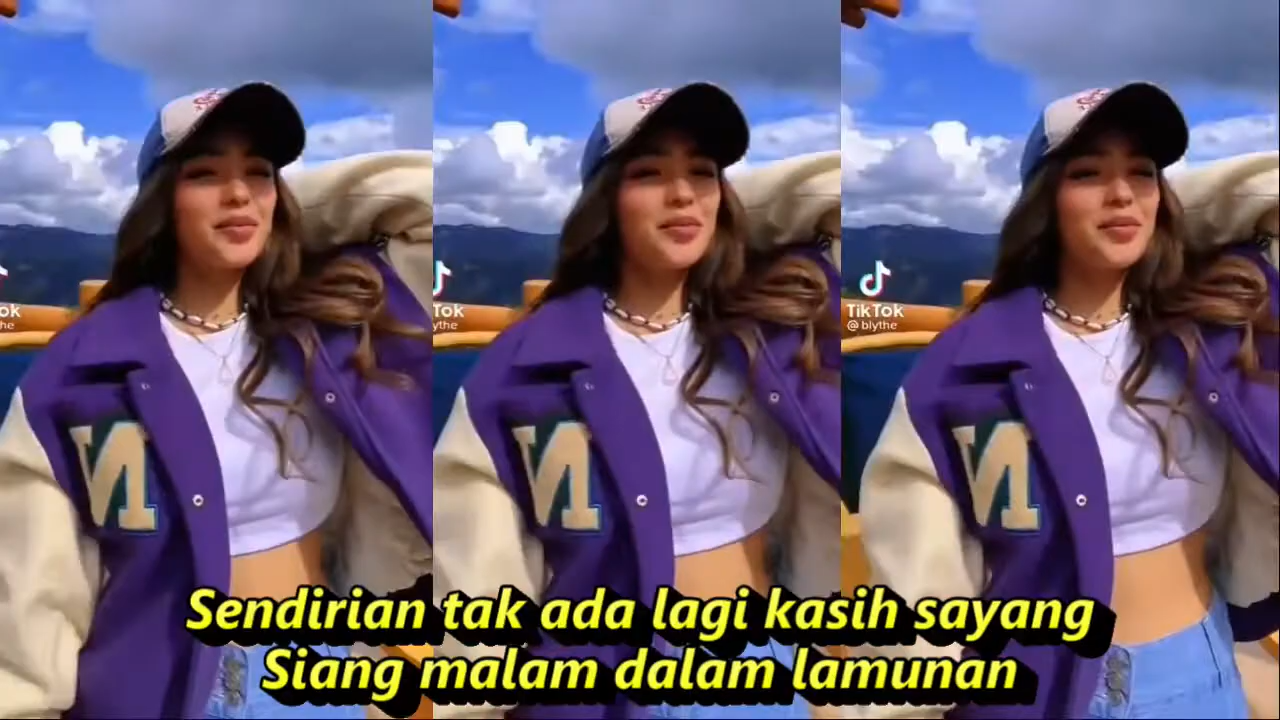 TikTok
@ blythe
Sendirian tak ada lagi kasih sayang
Siang malam dalam lamunan